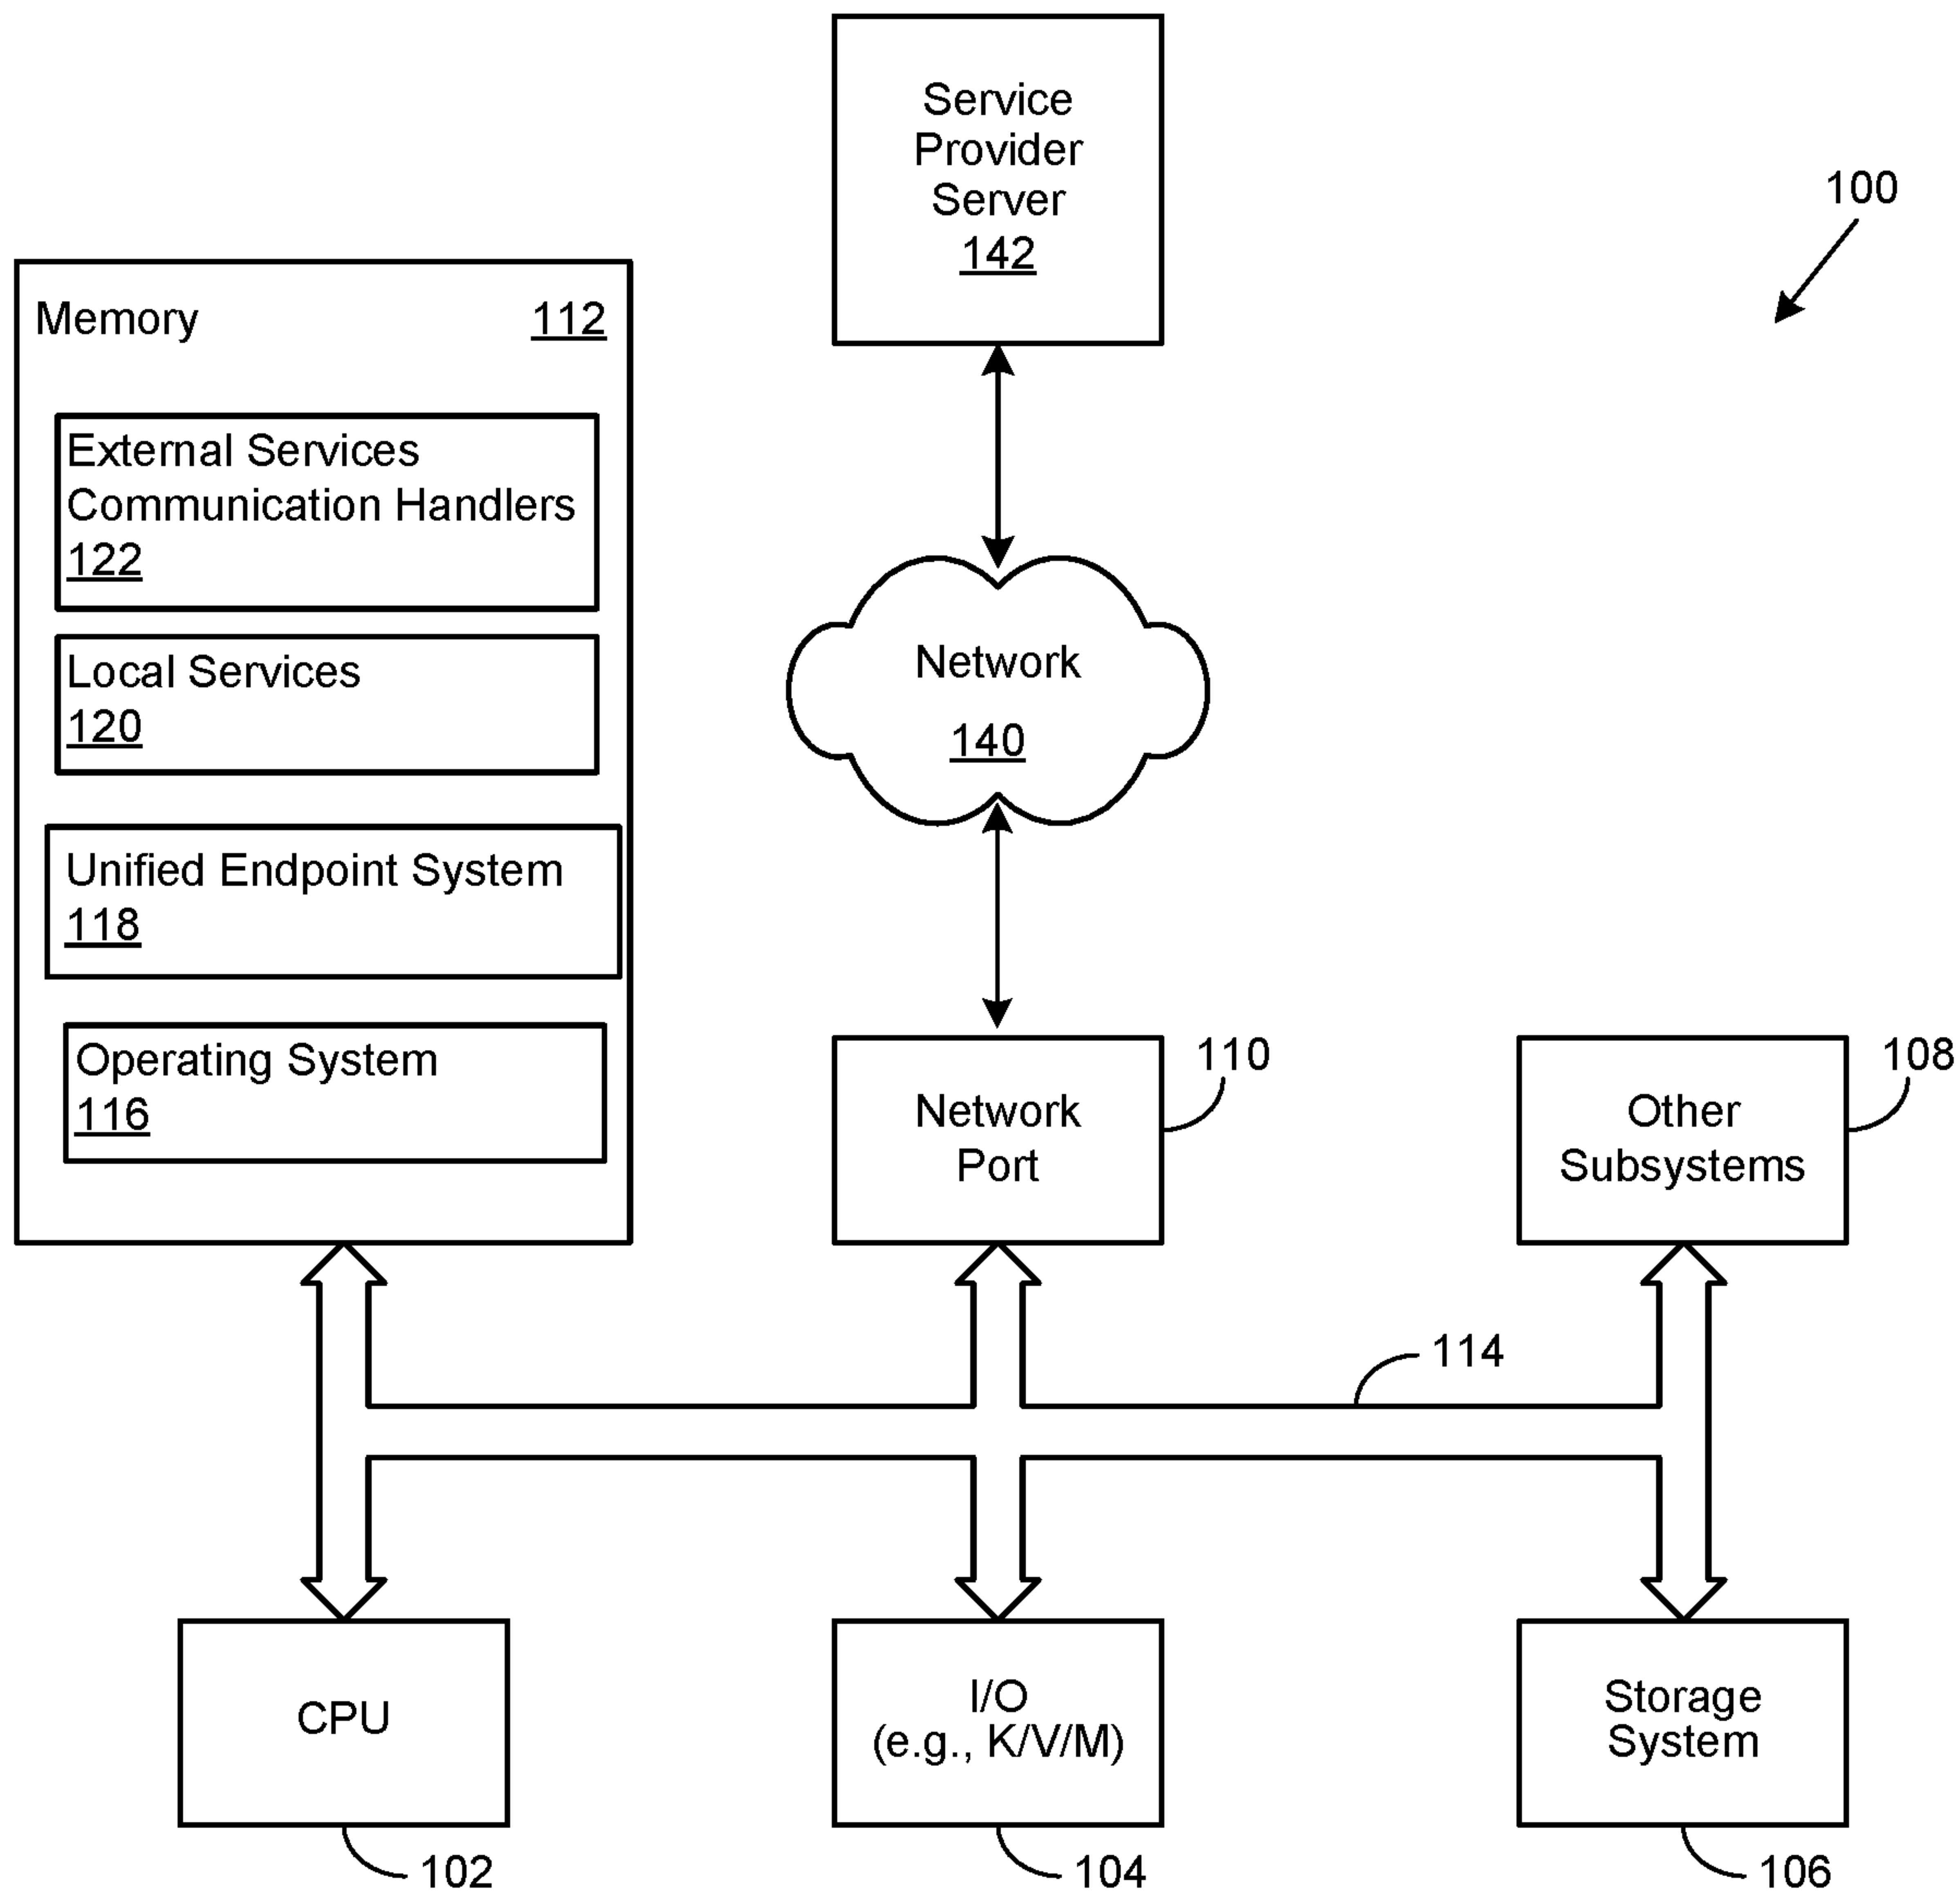 Service
Provider
Server
142
100
Memory 112
External Services
Communication Handlers
122
Local Services
120
Network
140
Unified Endpoint System
118
Operating System
116
Network
Port
110
Other
Subsystems
108
114
CPU
102
I/O
(e.g., K/V/M)
104
Storage
System
106